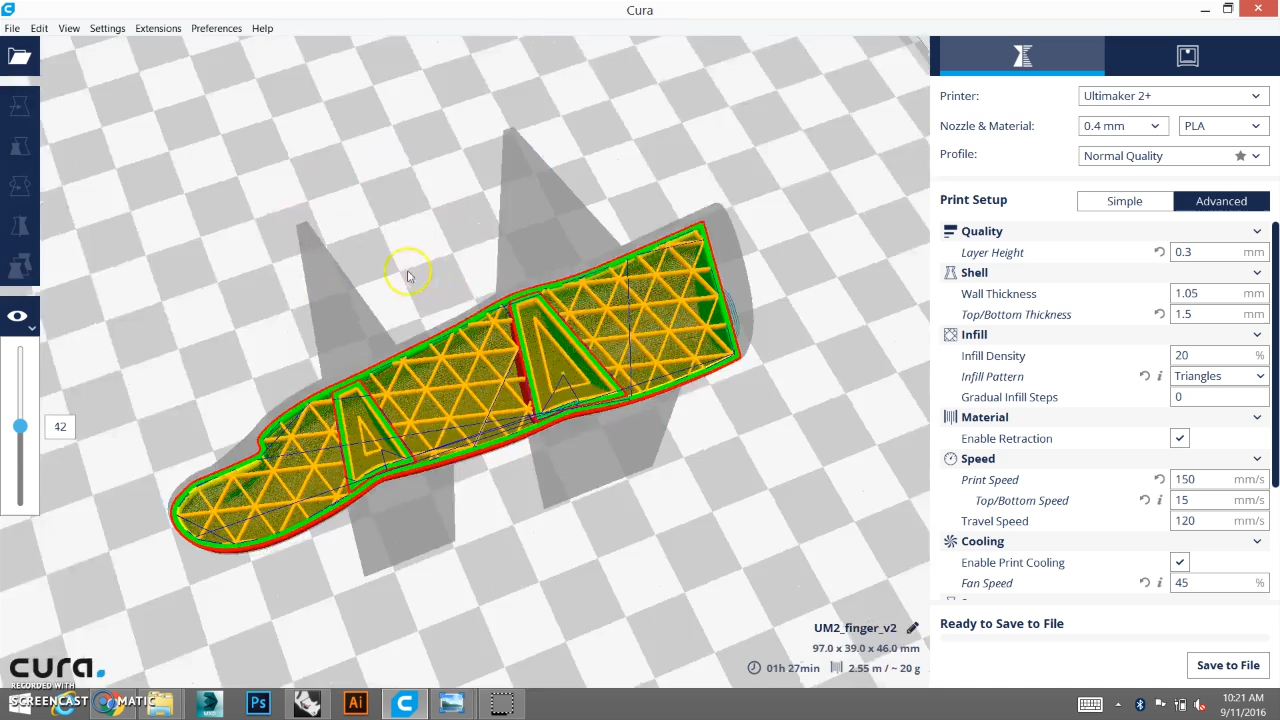 Cura
File Edit View Settings Extensions Preferences Help
Printer: Ultimaker 2+
Nozzle & Material: 0.4 mm PLA
Profile: Normal Quality
Print Setup Simple Advanced
Quality
Layer Height 0.3 mm
Shell
Wall Thickness 1.05 mm
Top/Bottom Thickness 1.5 mm
Infill
Infill Density 20 %
Infill Pattern i Triangles
Gradual Infill Steps 0
Material
Enable Retraction
Speed
Print Speed 150 mm/s
Top/Bottom Speed i 15 mm/s
Travel Speed 120 mm/s
Cooling
Enable Print Cooling
Fan Speed i 45 %
42
UM2_finger_v2
97.0 x 39.0 x 46.0 mm
01h 27min 2.55 m / ~ 20 g
Ready to Save to File
Save to File
cura.
RECORDED WITH
SCREENCAST MATIC
Ps
Ai
10:21 AM
9/11/2016